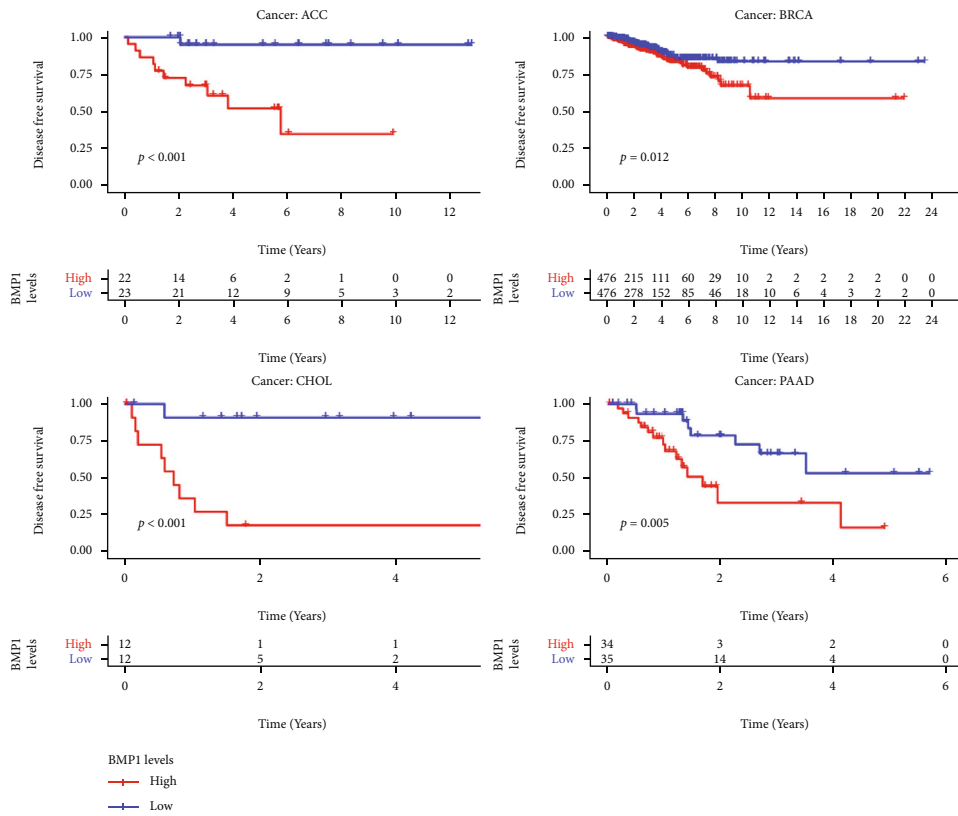 Cancer: ACC
Disease free survival
1.00
0.75
0.50
0.25
0.00
p < 0.001
0 2 4 6 8 10 12
Time (Years)
BMP1 levels
High 22 14 6 2 1 0 0
Low 23 21 12 9 5 3 2
0 2 4 6 8 10 12
Time (Years)
Cancer: BRCA
Disease free survival
1.00
0.75
0.50
0.25
0.00
p = 0.012
0 2 4 6 8 10 12 14 16 18 20 22 24
Time (Years)
BMP1 levels
High 476 215 111 60 29 10 2 2 2 2 2 0 0
Low 476 278 152 85 46 18 10 6 4 3 2 2 0
0 2 4 6 8 10 12 14 16 18 20 22 24
Time (Years)
Cancer: CHOL
Disease free survival
1.00
0.75
0.50
0.25
0.00
p < 0.001
0 2 4
Time (Years)
BMP1 levels
High 12 1 1
Low 12 5 2
0 2 4
Time (Years)
Cancer: PAAD
Disease free survival
1.00
0.75
0.50
0.25
0.00
p = 0.005
0 2 4 6
Time (Years)
BMP1 levels
High 34 3 2 0
Low 35 14 4 0
0 2 4 6
Time (Years)
BMP1 levels
High
Low